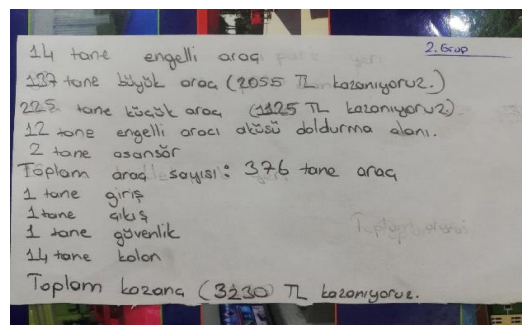 2. Grup
14 tane engelli araçı
137 tane büyük araç (2055 TL kazanıyoruz.)
225 tane küçük araç (1125 TL kazanıyoruz)
12 tane engelli aracı aküsü doldurma alanı.
2 tane asansör
Toplam araç sayısı: 376 tane araç
1 tane giriş
1 tane çıkış
1 tane güvenlik
14 tane kolon
Toplam kazanç (3230 TL kazanıyoruz.